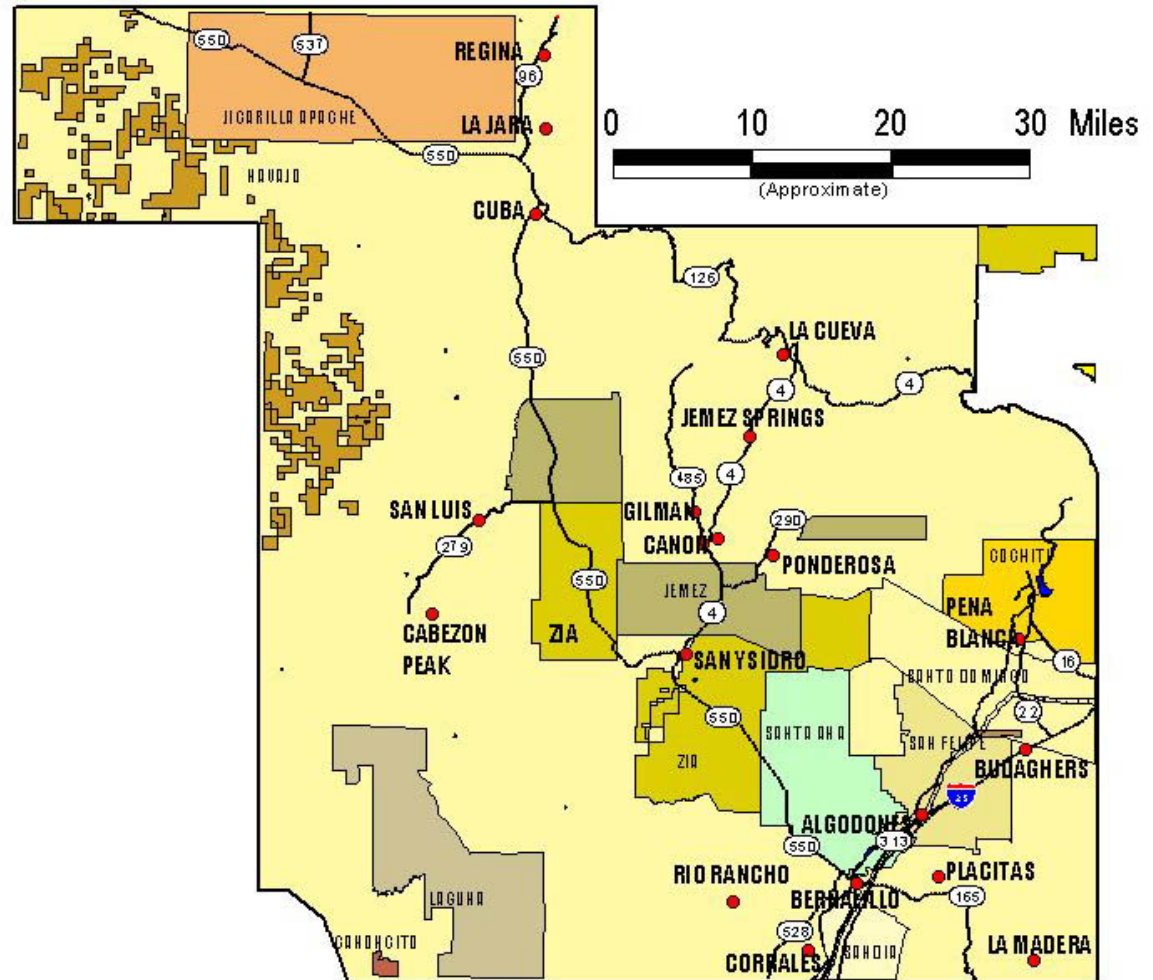 550
537
REGINA
96
JICARILLA APACHE
LA JARA
0 10 20 30 Miles
(Approximate)
550
NAVAJO
CUBA
126
LA CUEVA
550
4
4
JEMEZ SPRINGS
485
4
SAN LUIS
GILMAN
290
279
CANON
PONDEROSA
COCHITI
550
JEMEZ
PENA
BLANCA
4
CABEZON
PEAK
ZIA
SAN YSIDRO
16
SANTO DOMINGO
550
22
SANTA ANA
SAN FELIPE
ZIA
BUDAGHERS
25
ALGODONES
313
550
RIO RANCHO
PLACITAS
LAGUNA
BERNALILLO
165
528
CANONCITO
SANDIA
LA MADERA
CORRALES